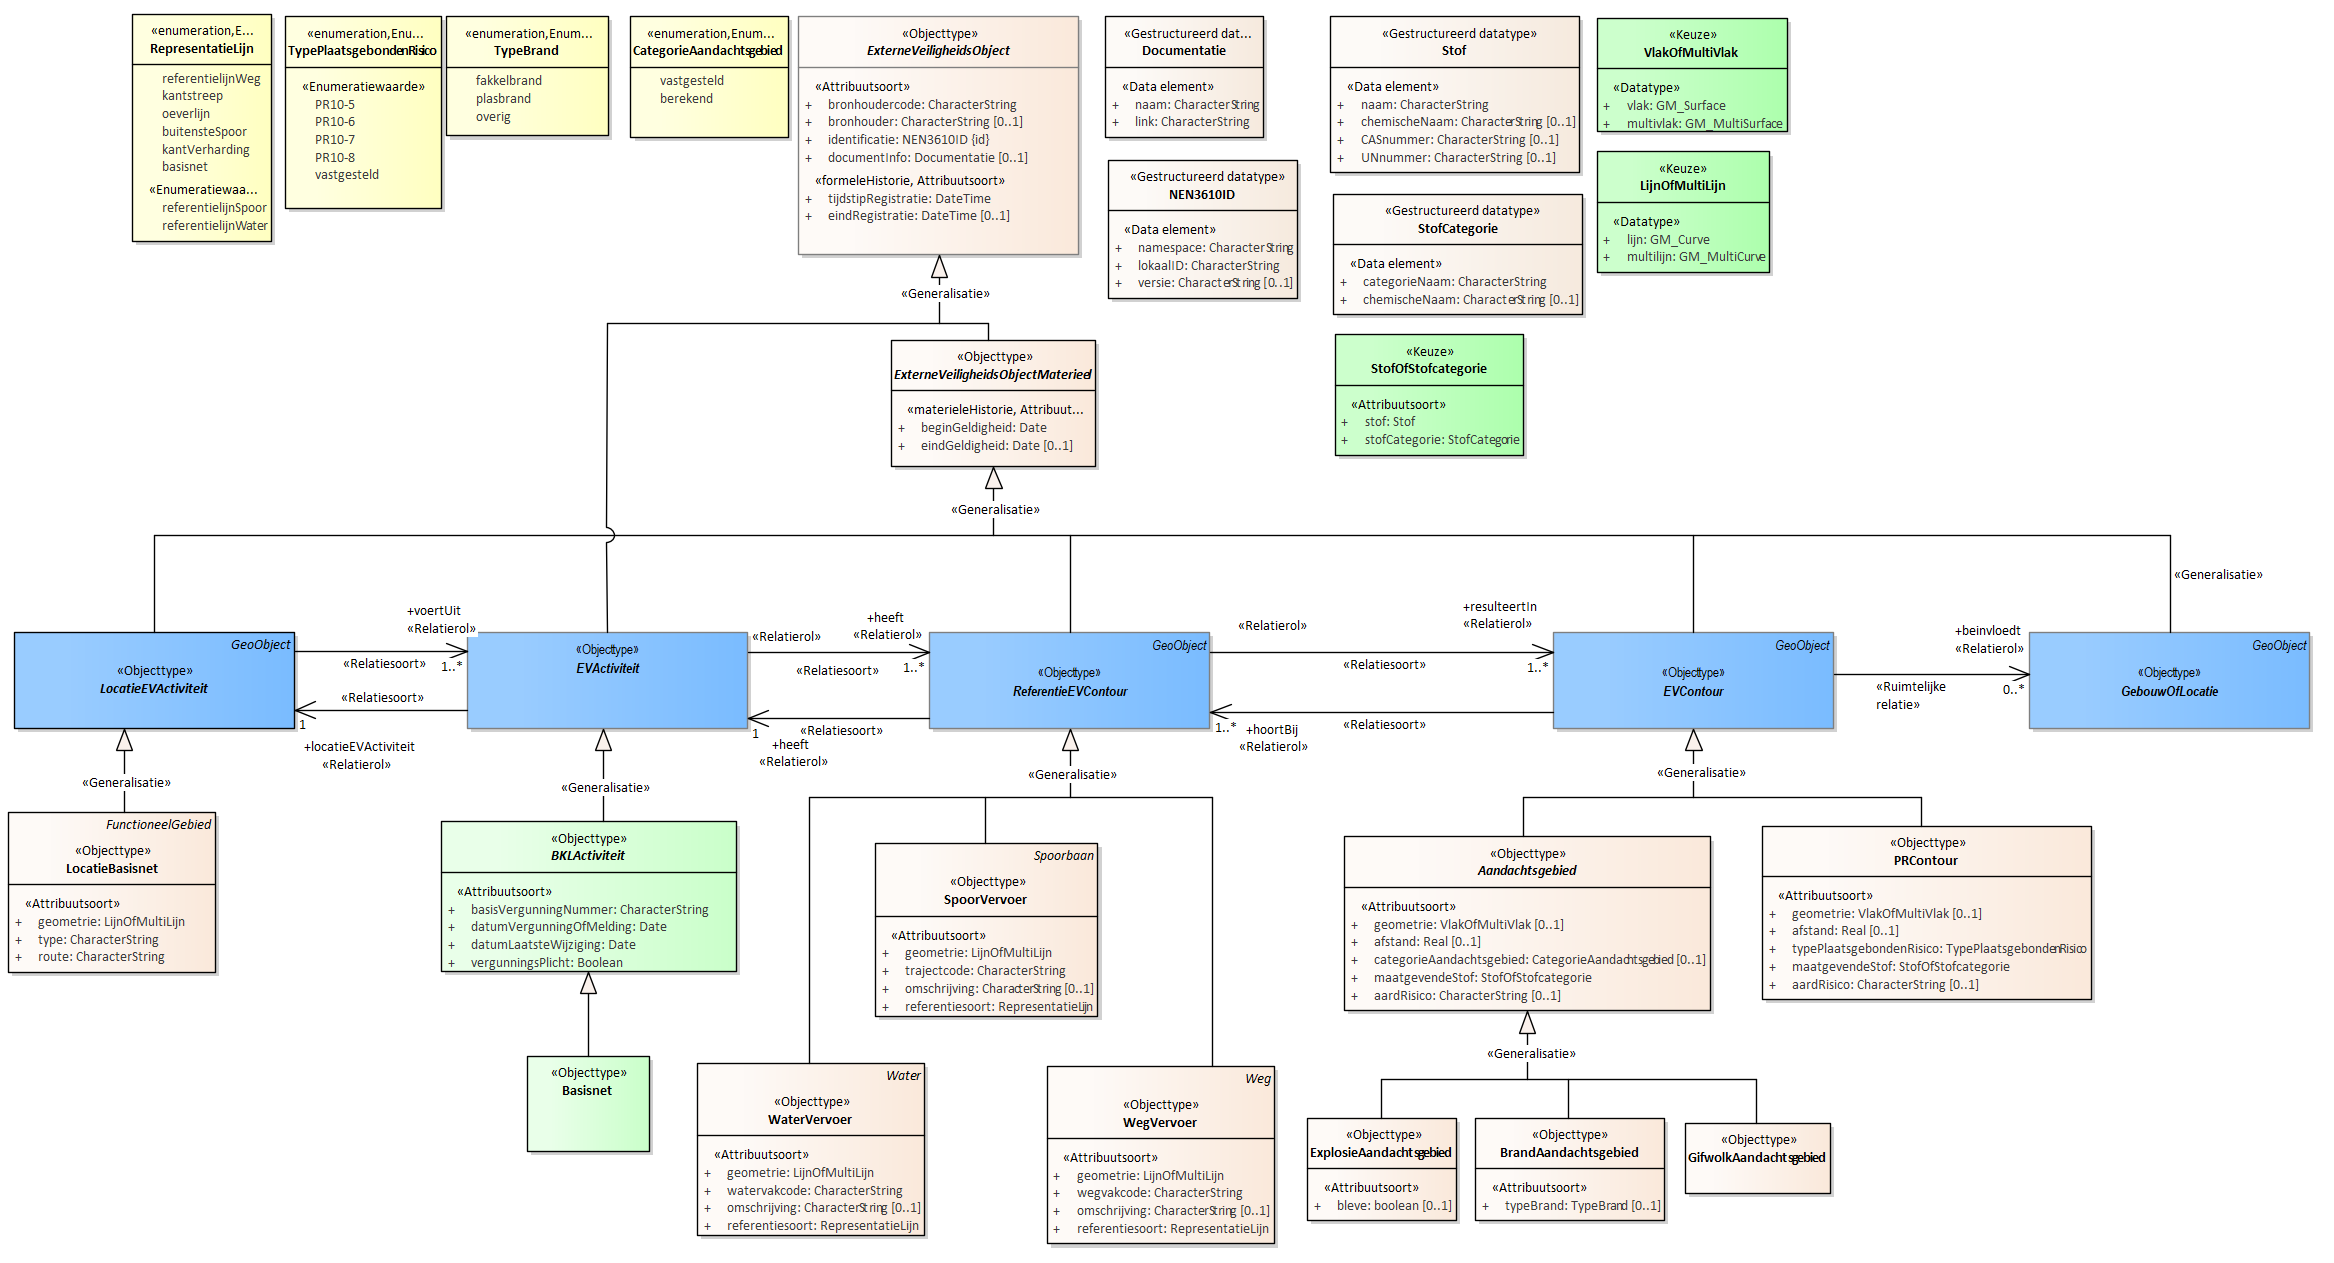 «enumeration,E...
RepresentatieLijn
referentielijnWeg
kantstreep
oeverlijn
buitensteSpoor
kantVerharding
basisnet
«Enumeratiewaa...
referentielijnSpoor
referentielijnWater
«enumeration,Enu...
TypePlaatsgebondenRisico
«Enumeratiewaarde»
PR10-5
PR10-6
PR10-7
PR10-8
vastgesteld
«enumeration,Enum...
TypeBrand
fakkelbrand
plasbrand
overig
«enumeration,Enum...
CategorieAandachtsgebied
vastgesteld
berekend
«Objecttype»
ExterneVeiligheidsObject
«Attribuutsoort»
+ bronhoudercode: CharacterString
+ bronhouder: CharacterString [0..1]
+ identificatie: NEN3610ID {id}
+ documentInfo: Documentatie [0..1]
«formeleHistorie, Attribuutsoort»
+ tijdstipRegistratie: DateTime
+ eindRegistratie: DateTime [0..1]
«Gestructureerd dat...
Documentatie
«Data element»
+ naam: CharacterString
+ link: CharacterString
«Gestructureerd datatype»
NEN3610ID
«Data element»
+ namespace: CharacterString
+ lokaalID: CharacterString
+ versie: CharacterString [0..1]
«Gestructureerd datatype»
Stof
«Data element»
+ naam: CharacterString
+ chemischeNaam: CharacterString [0..1]
+ CASnummer: CharacterString [0..1]
+ UNnummer: CharacterString [0..1]
«Gestructureerd datatype»
StofCategorie
«Data element»
+ categorieNaam: CharacterString
+ chemischeNaam: CharacterString [0..1]
«Keuze»
StofOfStofcategorie
«Attribuutsoort»
+ stof: Stof
+ stofCategorie: StofCategorie
«Keuze»
VlakOfMultiVlak
«Datatype»
+ vlak: GM_Surface
+ multivlak: GM_MultiSurface
«Keuze»
LijnOfMultiLijn
«Datatype»
+ lijn: GM_Curve
+ multilijn: GM_MultiCurve
«Generalisatie»
«Objecttype»
ExterneVeiligheidsObjectMaterieel
«materieleHistorie, Attribuut...
+ beginGeldigheid: Date
+ eindGeldigheid: Date [0..1]
«Generalisatie»
«Generalisatie»
GeoObject
«Objecttype»
LocatieEVActiviteit
+voertUit
«Relatierol»
«Relatiesoort»
1..*
«Relatiesoort»
1
+locatieEVActiviteit
«Relatierol»
«Objecttype»
EVActiviteit
«Relatierol»
+heeft
«Relatierol»
«Relatiesoort»
1..*
«Relatiesoort»
1
+heeft
«Relatierol»
GeoObject
«Objecttype»
ReferentieEVContour
«Relatierol»
+resulteertIn
«Relatierol»
«Relatiesoort»
1..*
1..*
+hoortBij
«Relatierol»
«Relatiesoort»
GeoObject
«Objecttype»
EVContour
+beinvloedt
«Relatierol»
«Ruimtelijke
relatie»
0..*
GeoObject
«Objecttype»
GebouwOfLocatie
«Generalisatie»
«Generalisatie»
«Generalisatie»
«Generalisatie»
FunctioneelGebied
«Objecttype»
LocatieBasisnet
«Attribuutsoort»
+ geometrie: LijnOfMultiLijn
+ type: CharacterString
+ route: CharacterString
«Objecttype»
BKLActiviteit
«Attribuutsoort»
+ basisVergunningNummer: CharacterString
+ datumVergunningOfMelding: Date
+ datumLaatsteWijziging: Date
+ vergunningsPlicht: Boolean
«Objecttype»
Basisnet
Spoorbaan
«Objecttype»
SpoorVervoer
«Attribuutsoort»
+ geometrie: LijnOfMultiLijn
+ trajectcode: CharacterString
+ omschrijving: CharacterString [0..1]
+ referentiesoort: RepresentatieLijn
Water
«Objecttype»
WaterVervoer
«Attribuutsoort»
+ geometrie: LijnOfMultiLijn
+ watervakcode: CharacterString
+ omschrijving: CharacterString [0..1]
+ referentiesoort: RepresentatieLijn
Weg
«Objecttype»
WegVervoer
«Attribuutsoort»
+ geometrie: LijnOfMultiLijn
+ wegvakcode: CharacterString
+ omschrijving: CharacterString [0..1]
+ referentiesoort: RepresentatieLijn
«Objecttype»
Aandachtsgebied
«Attribuutsoort»
+ geometrie: VlakOfMultiVlak [0..1]
+ afstand: Real [0..1]
+ categorieAandachtsgebied: CategorieAandachtsgebied [0..1]
+ maatgevendeStof: StofOfStofcategorie
+ aardRisico: CharacterString [0..1]
«Objecttype»
PRContour
«Attribuutsoort»
+ geometrie: VlakOfMultiVlak [0..1]
+ afstand: Real [0..1]
+ typePlaatsgebondenRisico: TypePlaatsgebondenRisico
+ maatgevendeStof: StofOfStofcategorie
+ aardRisico: CharacterString [0..1]
«Generalisatie»
«Objecttype»
ExplosieAandachtsgebied
«Attribuutsoort»
+ bleve: boolean [0..1]
«Objecttype»
BrandAandachtsgebied
«Attribuutsoort»
+ typeBrand: TypeBrand [0..1]
«Objecttype»
GifwolkAandachtsgebied